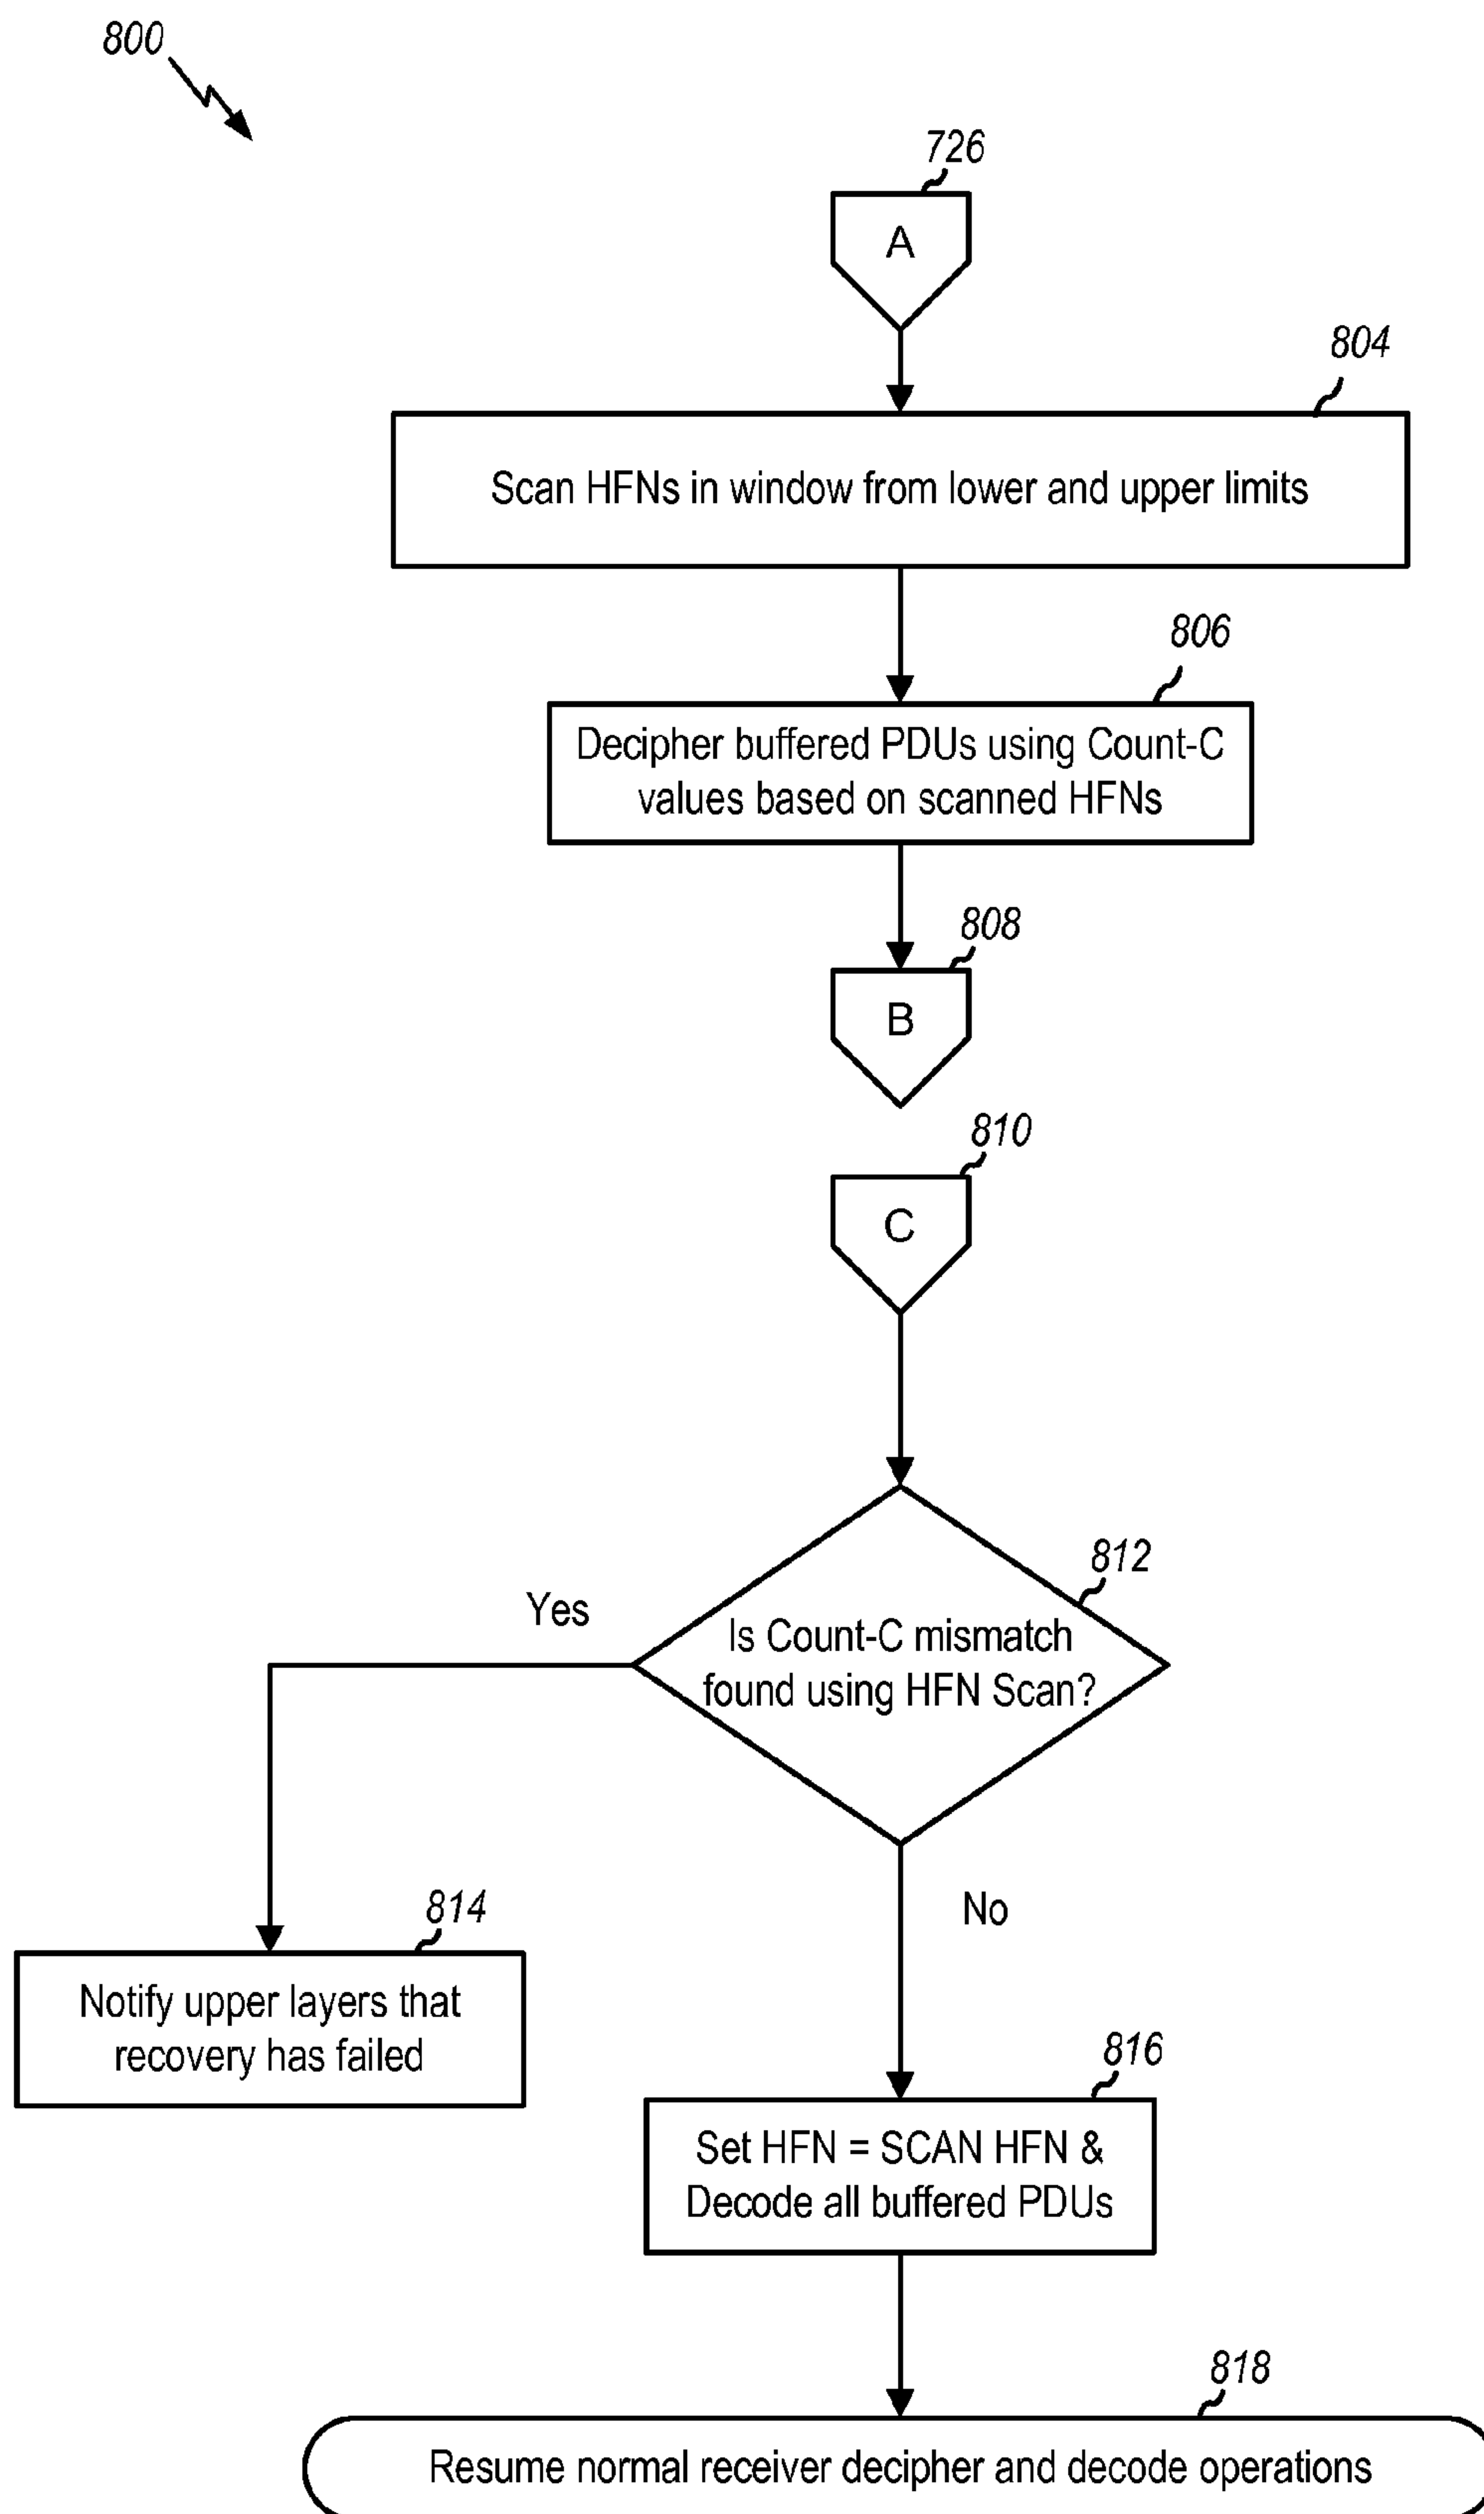 800
726
A
804
Scan HFNs in window from lower and upper limits
806
Decipher buffered PDUs using Count-C
values based on scanned HFNs
808
B
810
C
812
Yes
Is Count-C mismatch
found using HFN Scan?
814
No
Notify upper layers that
recovery has failed
816
Set HFN = SCAN HFN &
Decode all buffered PDUs
818
Resume normal receiver decipher and decode operations